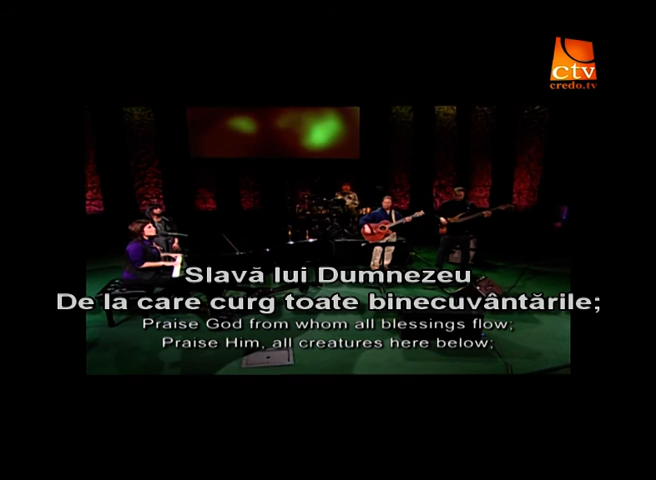 ctv
credo.tv
Slavă lui Dumnezeu
De la care curg toate binecuvântările;
Praise God from whom all blessings flow;
Praise Him, all creatures here below;